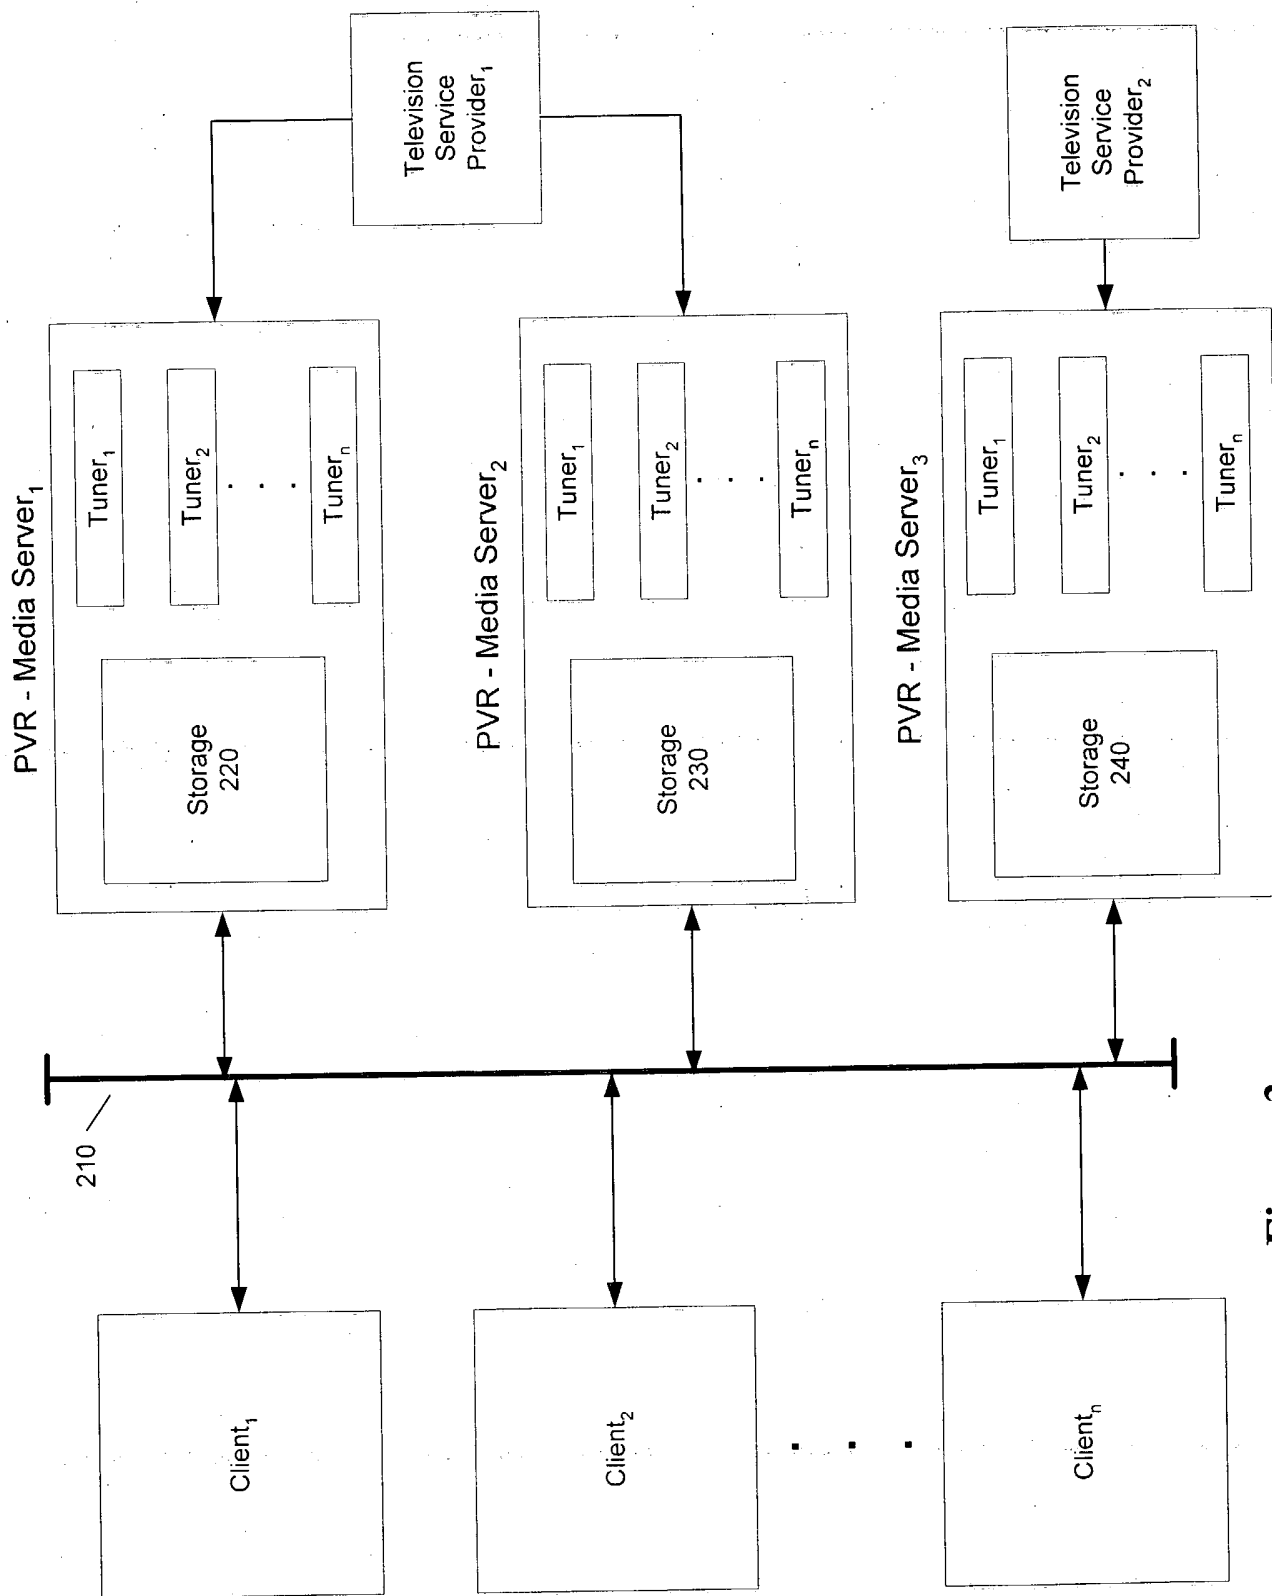 PVR - Media Server₁
Tuner₁
Tuner₂
. . .
Tunerₙ
Storage
220
Television
Service
Provider₁
PVR - Media Server₂
Tuner₁
Tuner₂
. . .
Tunerₙ
Storage
230
PVR - Media Server₃
Tuner₁
Tuner₂
. . .
Tunerₙ
Storage
240
Television
Service
Provider₂
210
Client₁
Client₂
. . .
Clientₙ